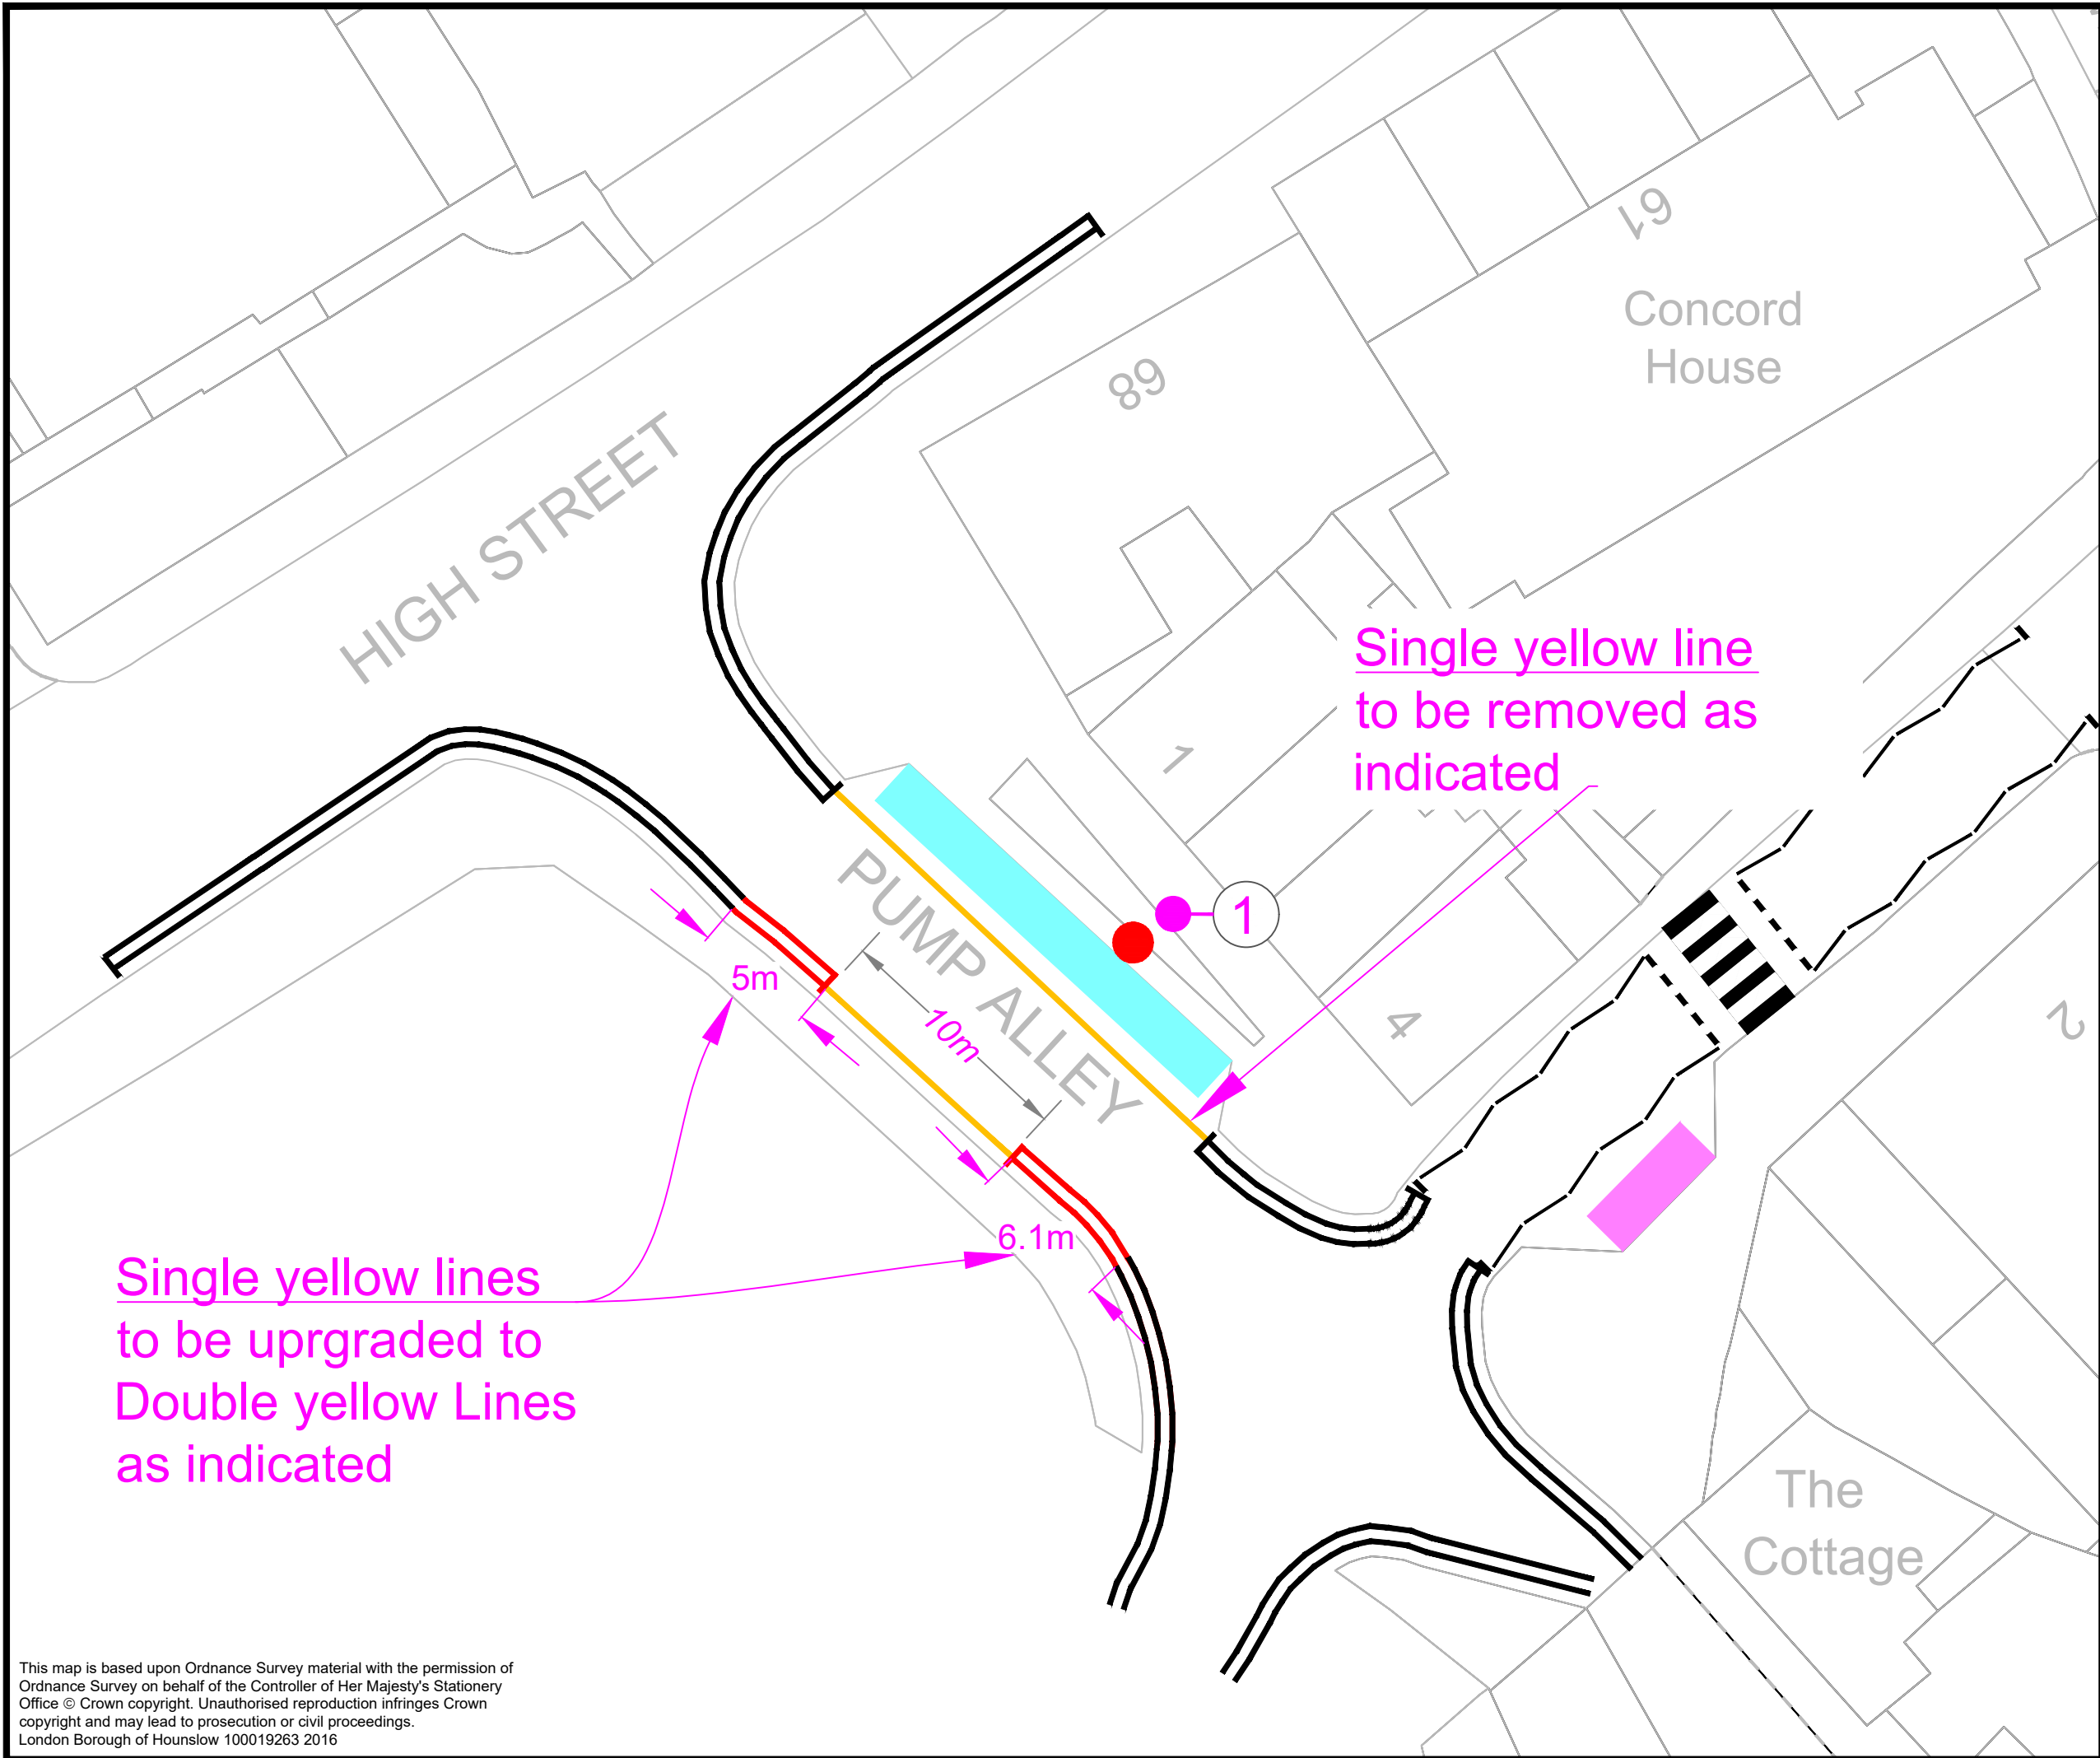 61
Concord
House
68
HIGH STREET
Single yellow line
to be removed as
indicated
1
PUMP ALLEY
1
5m
10m
4
2
6.1m
Single yellow lines
to be uprgraded to
Double yellow Lines
as indicated
The
Cottage
This map is based upon Ordnance Survey material with the permission of
Ordnance Survey on behalf of the Controller of Her Majesty's Stationery
Office © Crown copyright. Unauthorised reproduction infringes Crown
copyright and may lead to prosecution or civil proceedings.
London Borough of Hounslow 100019263 2016